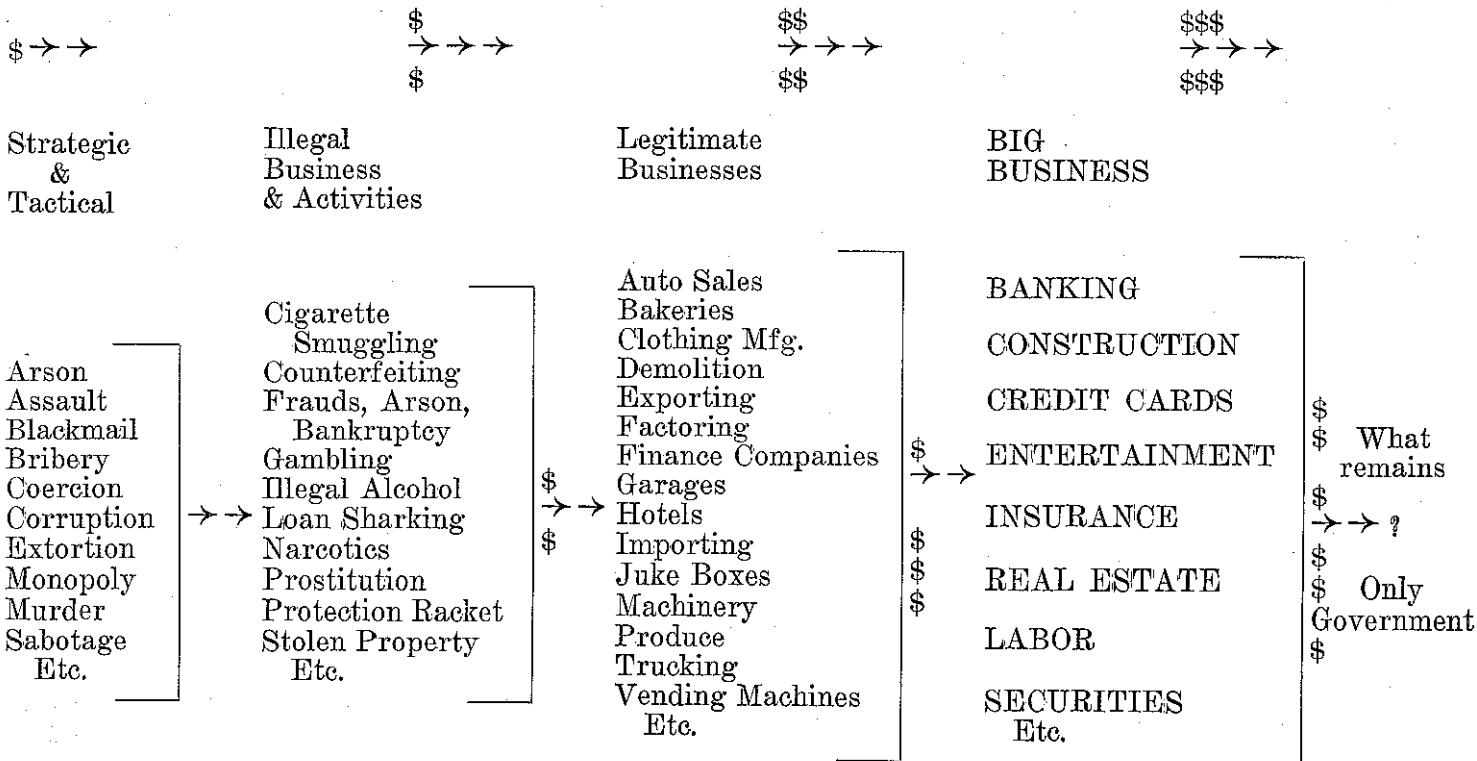 $ →→ $ →→→ $ $$ →→→ $$ $$$ →→→ $$$
Strategic
&
Tactical
Illegal
Business
& Activities
Legitimate
Businesses
BIG
BUSINESS
Arson
Assault
Blackmail
Bribery
Coercion
Corruption
Extortion
Monopoly
Murder
Sabotage
Etc.
→→
Cigarette
Smuggling
Counterfeiting
Frauds, Arson,
Bankruptcy
Gambling
Illegal Alcohol
Loan Sharking
Narcotics
Prostitution
Protection Racket
Stolen Property
Etc.
$
→→
$
Auto Sales
Bakeries
Clothing Mfg.
Demolition
Exporting
Factoring
Finance Companies
Garages
Hotels
Importing
Juke Boxes
Machinery
Produce
Trucking
Vending Machines
Etc.
$
→→
$
$
$
BANKING
CONSTRUCTION
CREDIT CARDS
ENTERTAINMENT
INSURANCE
REAL ESTATE
LABOR
SECURITIES
Etc.
$
$ What
remains
$
→→ ?
$
$ Only
Government
$